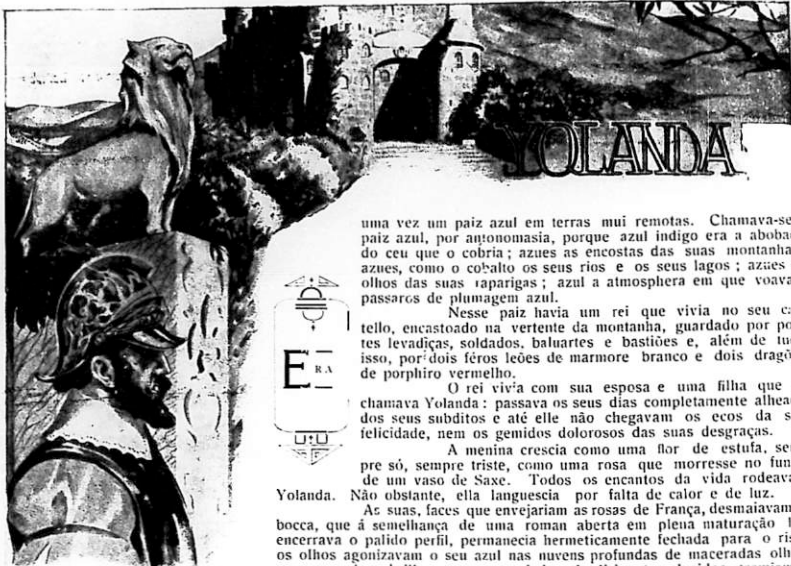 YOLANDA
ERA
uma vez um paiz azul em terras mui remotas. Chamava-se
paiz azul, por antonomasia, porque azul indigo era a
do ceu que o cobria; azues as encostas das suas
azues, como o cobalto os seus rios e os seus lagos; azues
olhos das suas raparigas; azul a atmosphera em que
passaros de plumagem azul.
Nesse paiz havia um rei que vivia no seu
tello, encastoado na vertente da montanha, guardado por
tes levadiças, soldados, baluartes e bastiões e, além de
isso, por dois féros leões de marmore branco e dois
de porphiro vermelho.
O rei vivia com sua esposa e uma filha que
chamava Yolanda: passava os seus dias completamente
dos seus subditos e até elle não chegavam os ecos da
felicidade, nem os gemidos dolorosos das suas desgraças.
A menina crescia como uma flor de estufa,
pre só, sempre triste, como uma rosa que morresse no
de um vaso de Saxe. Todos os encantos da vida
Yolanda. Não obstante, ella languescia por falta de calor e de luz.
As suas, faces que envejariam as rosas de França,
bocca, que á semelhança de uma roman aberta em plena maturação
encerrava o palido perfil, permanecia hermeticamente fechada para o
os olhos agonizavam o seu azul nas nuvens profundas de maceradas